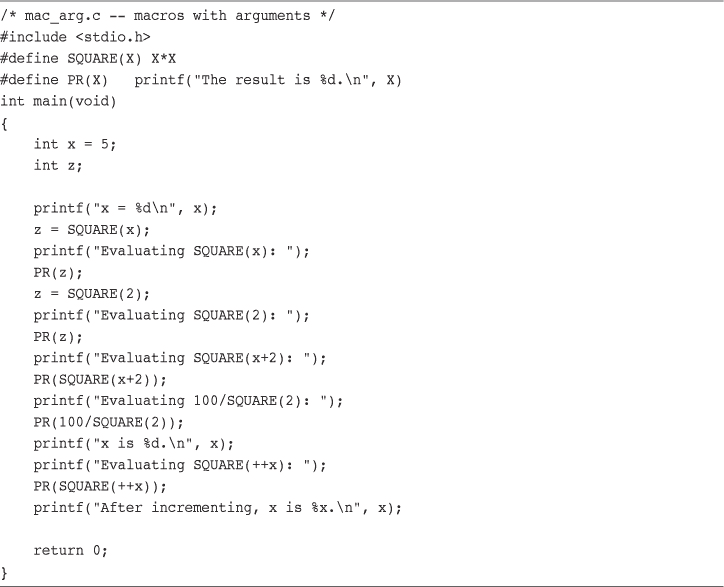 /* mac_arg.c -- macros with arguments */
#include <stdio.h>
#define SQUARE(X) X*X
#define PR(X)   printf("The result is %d.\n", X)
int main(void)
{
    int x = 5;
    int z;

    printf("x = %d\n", x);
    z = SQUARE(x);
    printf("Evaluating SQUARE(x): ");
    PR(z);
    z = SQUARE(2);
    printf("Evaluating SQUARE(2): ");
    PR(z);
    printf("Evaluating SQUARE(x+2): ");
    PR(SQUARE(x+2));
    printf("Evaluating 100/SQUARE(2): ");
    PR(100/SQUARE(2));
    printf("x is %d.\n", x);
    printf("Evaluating SQUARE(++x): ");
    PR(SQUARE(++x));
    printf("After incrementing, x is %x.\n", x);

    return 0;
}